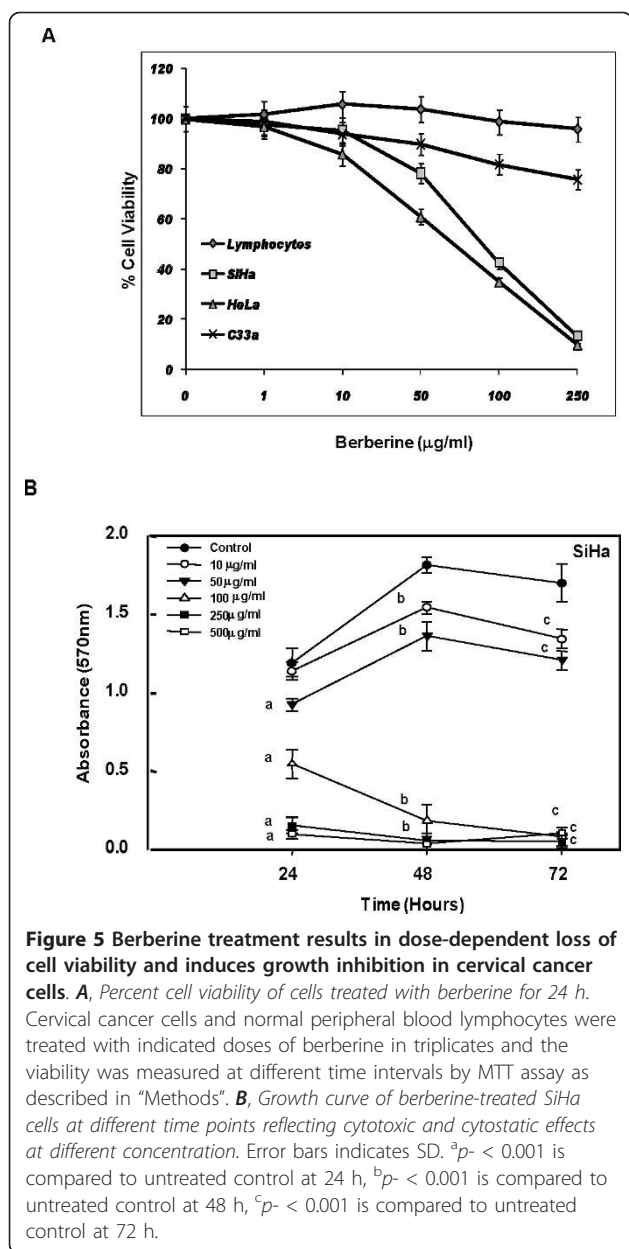 A
120
100
80
60
40
20
0
% Cell Viability
Lymphocytes
SiHa
HeLa
C33a
0 1 10 50 100 250
Berberine (µg/ml)
B
2.0
1.5
1.0
0.5
0.0
Absorbance (570nm)
Control
10 µg/ml
50 µg/ml
100 µg/ml
250µg/ml
500µg/ml
SiHa
a
a
a
a
b
b
b
b
c
c
c
c
c
24 48 72
Time (Hours)
Figure 5 Berberine treatment results in dose-dependent loss of
cell viability and induces growth inhibition in cervical cancer
cells. A, Percent cell viability of cells treated with berberine for 24 h.
Cervical cancer cells and normal peripheral blood lymphocytes were
treated with indicated doses of berberine in triplicates and the
viability was measured at different time intervals by MTT assay as
described in “Methods”. B, Growth curve of berberine-treated SiHa
cells at different time points reflecting cytotoxic and cytostatic effects
at different concentration. Error bars indicates SD. ᵃp- < 0.001 is
compared to untreated control at 24 h, ᵇp- < 0.001 is compared to
untreated control at 48 h, ᶜp- < 0.001 is compared to untreated
control at 72 h.